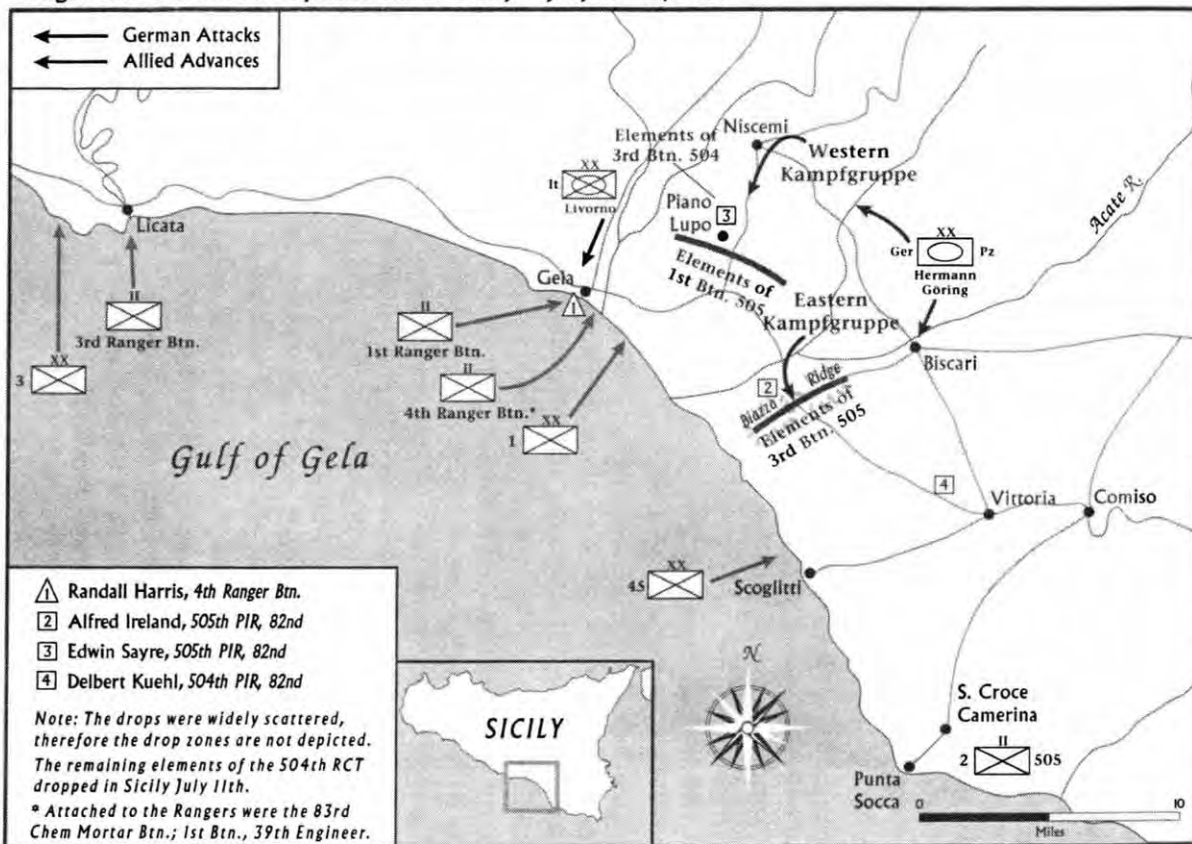 German Attacks
Allied Advances
Niscemi
Elements of
3rd Btn. 504
Western
Kampfgruppe
XX
It
Livorno
Piano
Lupo
3
Acate R.
Licata
XX
Ger
Pz
Hermann
Göring
Elements of
1st Btn. 505
Gela
1
II
3rd Ranger Btn.
II
1st Ranger Btn.
Eastern
Kampfgruppe
Biscari
XX
3
II
4th Ranger Btn.*
2
Biazza Ridge
Elements of
3rd Btn. 505
XX
1
Gulf of Gela
4
Vittoria
Comiso
XX
45
Scoglitti
1 Randall Harris, 4th Ranger Btn.
2 Alfred Ireland, 505th PIR, 82nd
3 Edwin Sayre, 505th PIR, 82nd
4 Delbert Kuehl, 504th PIR, 82nd
Note: The drops were widely scattered,
therefore the drop zones are not depicted.
The remaining elements of the 504th RCT
dropped in Sicily July 11th.
* Attached to the Rangers were the 83rd
Chem Mortar Btn.; 1st Btn., 39th Engineer.
SICILY
N
S. Croce
Camerina
II
2
505
Punta
Socca
0
10
Miles